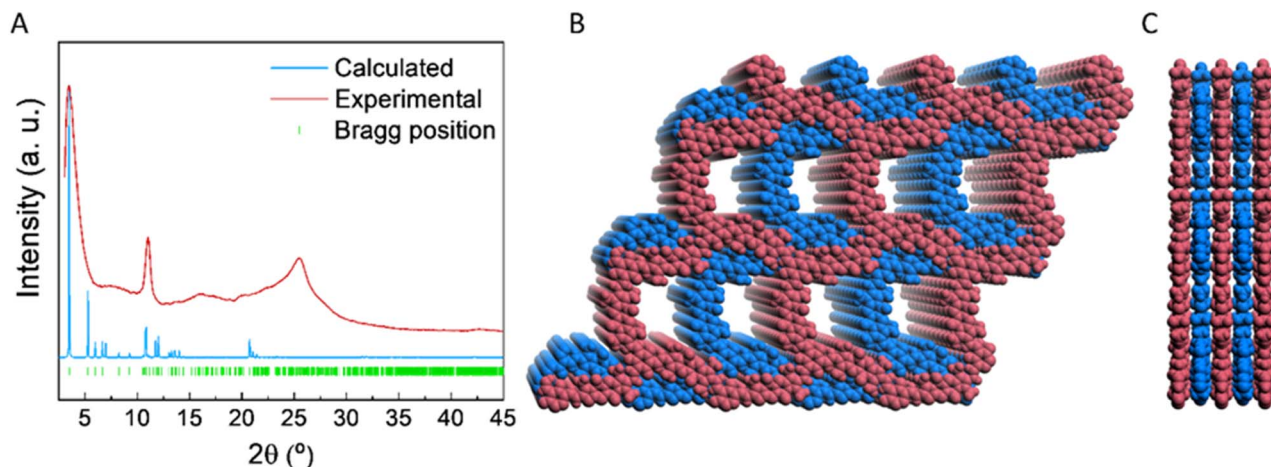 A
B
C
Calculated
Experimental
Bragg position
Intensity (a. u.)
5 10 15 20 25 30 35 40 45
2θ (º)